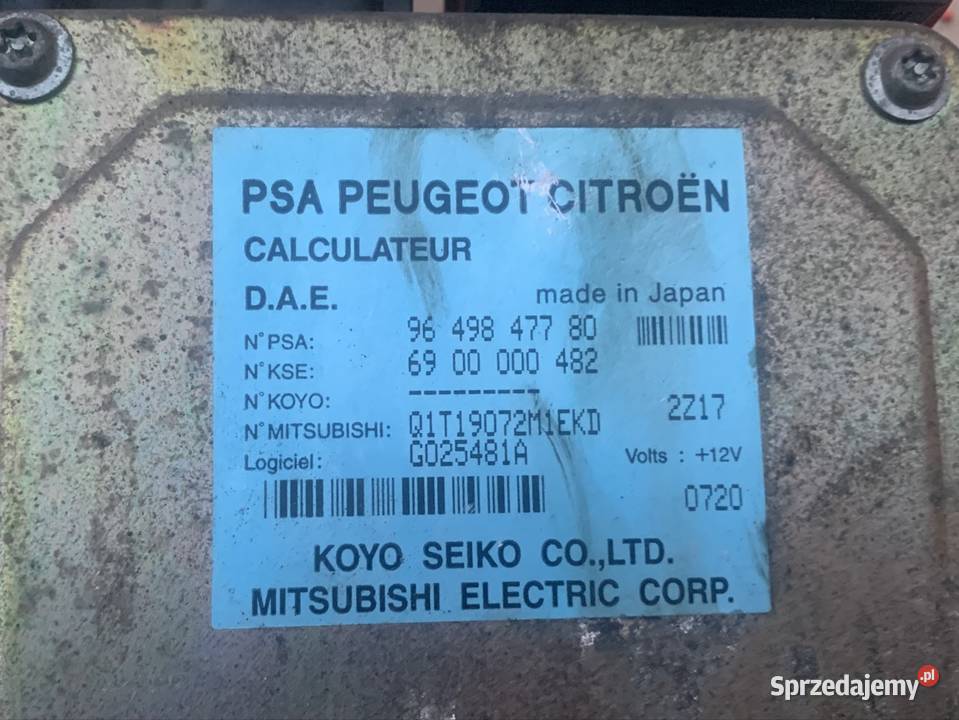 PSA PEUGEOT CITROËN
CALCULATEUR
D.A.E. made in Japan
N°PSA: 96 498 477 80
N°KSE: 69 00 000 482
N°KOYO: ---------
2Z17
N°MITSUBISHI: Q1T19072M1EKD
Logiciel: G025481A Volts : +12V
0720
KOYO SEIKO CO.,LTD.
MITSUBISHI ELECTRIC CORP.
Sprzedajemy.pl